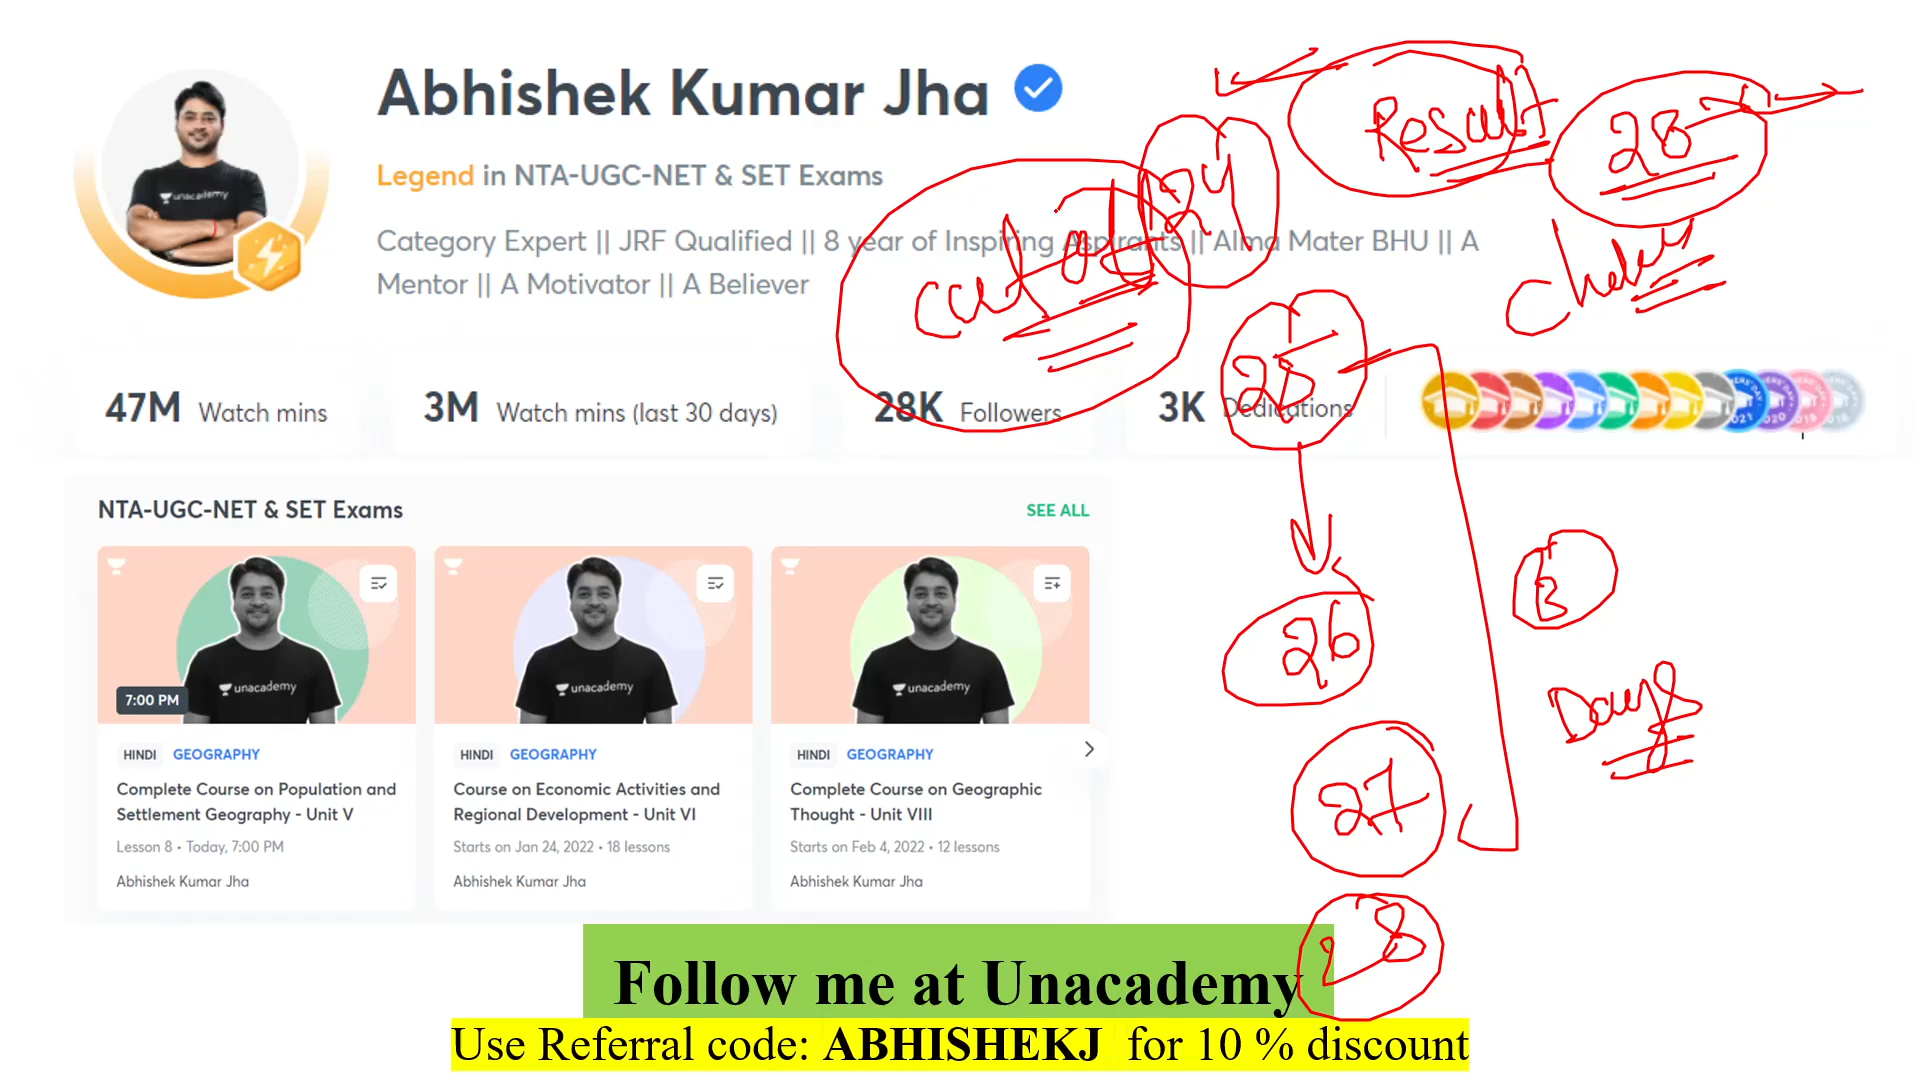 Abhishek Kumar Jha
Result
28
24
Legend in NTA-UGC-NET & SET Exams
unacademy
Category Expert || JRF Qualified || 8 year of Inspiring Aspirants || Alma Mater BHU || A
Mentor || A Motivator || A Believer
cut off
25
47M Watch mins
3M Watch mins (last 30 days)
28K Followers
3K Dedications
NTA-UGC-NET & SET Exams
SEE ALL
7:00 PM
unacademy
unacademy
unacademy
26
3
Days
HINDI GEOGRAPHY
Complete Course on Population and
Settlement Geography - Unit V
Lesson 8 • Today, 7:00 PM
Abhishek Kumar Jha
HINDI GEOGRAPHY
Course on Economic Activities and
Regional Development - Unit VI
Starts on Jan 24, 2022 • 18 lessons
Abhishek Kumar Jha
HINDI GEOGRAPHY
Complete Course on Geographic
Thought - Unit VIII
Starts on Feb 4, 2022 • 12 lessons
Abhishek Kumar Jha
27
28
Follow me at Unacademy
Use Referral code: ABHISHEKJ for 10 % discount